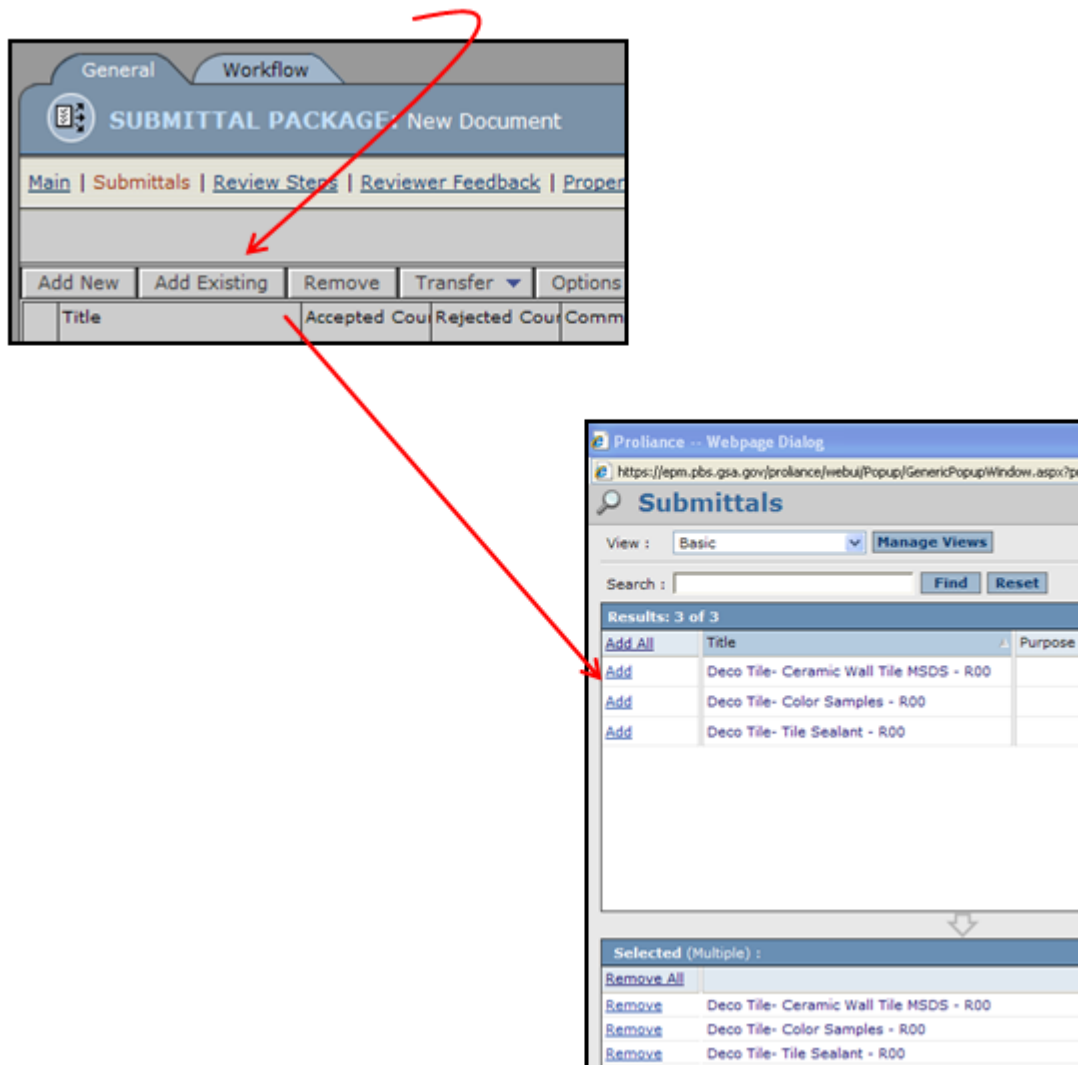 General Workflow
SUBMITTAL PACKAGE: New Document
Main | Submittals | Review Steps | Reviewer Feedback | Proper
Add New Add Existing Remove Transfer Options
Title Accepted Cou Rejected Cou Comm
Proliance -- Webpage Dialog
https://epm.pbs.gsa.gov/proliance/webui/Popup/GenericPopupWindow.aspx?p
Submittals
View : Basic Manage Views
Search : Find Reset
Results: 3 of 3
Add All Title Purpose
Add Deco Tile- Ceramic Wall Tile MSDS - R00
Add Deco Tile- Color Samples - R00
Add Deco Tile- Tile Sealant - R00
Selected (Multiple) :
Remove All
Remove Deco Tile- Ceramic Wall Tile MSDS - R00
Remove Deco Tile- Color Samples - R00
Remove Deco Tile- Tile Sealant - R00